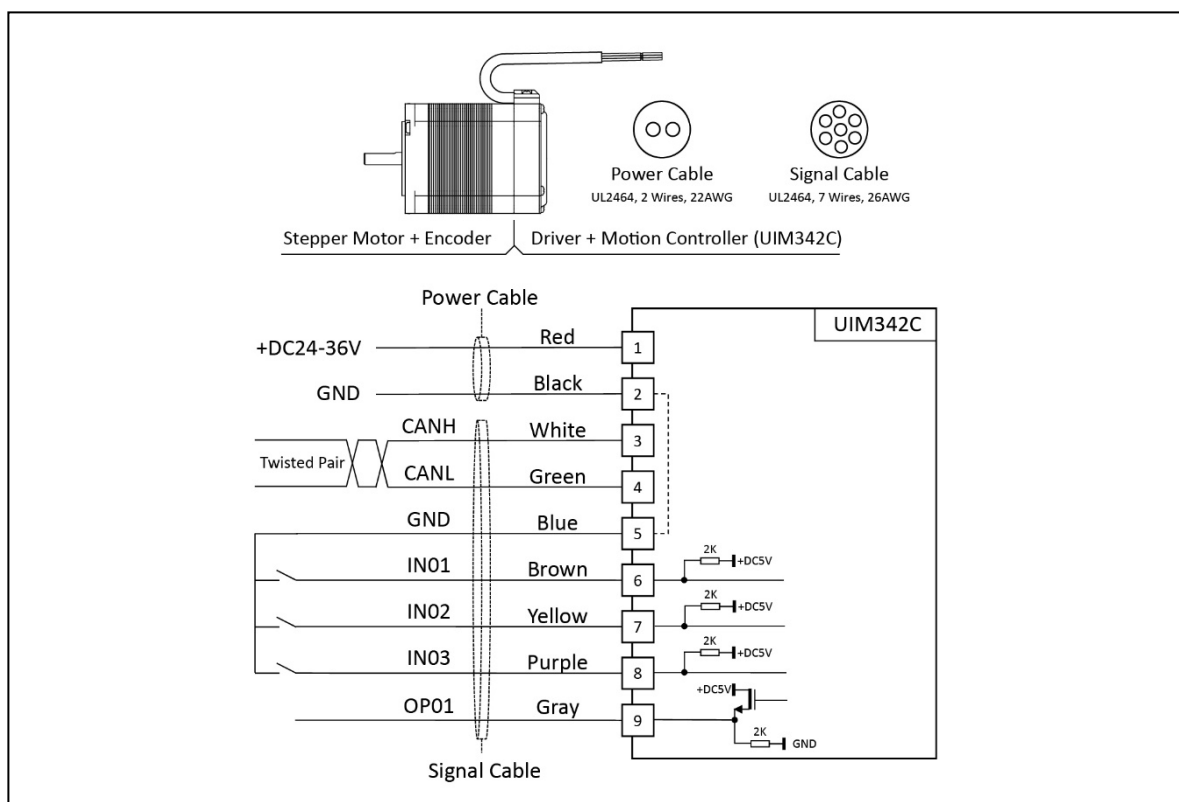 Power Cable
UL2464, 2 Wires, 22AWG
Signal Cable
UL2464, 7 Wires, 26AWG
Stepper Motor + Encoder
Driver + Motion Controller (UIM342C)
Power Cable
UIM342C
+DC24-36V
Red
1
GND
Black
2
Twisted Pair
CANH
White
3
CANL
Green
4
GND
Blue
5
IN01
Brown
6
2K
+DC5V
IN02
Yellow
7
2K
+DC5V
IN03
Purple
8
2K
+DC5V
OP01
Gray
9
+DC5V
2K
GND
Signal Cable